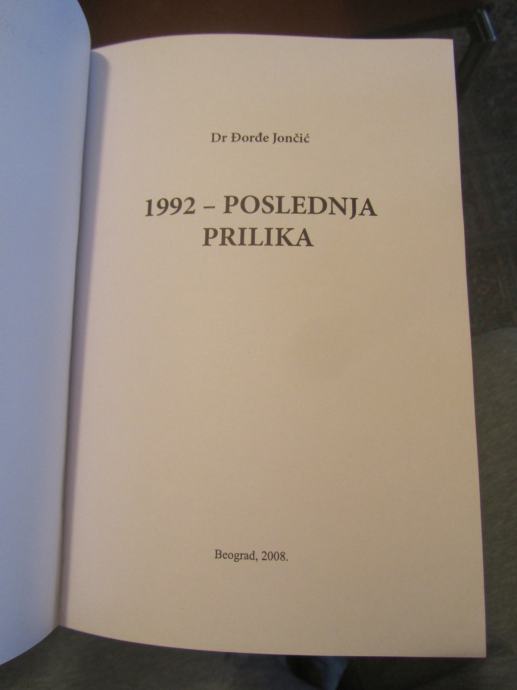 Dr Đorđe Jončić
1992 – POSLEDNJA
PRILIKA
Beograd, 2008.